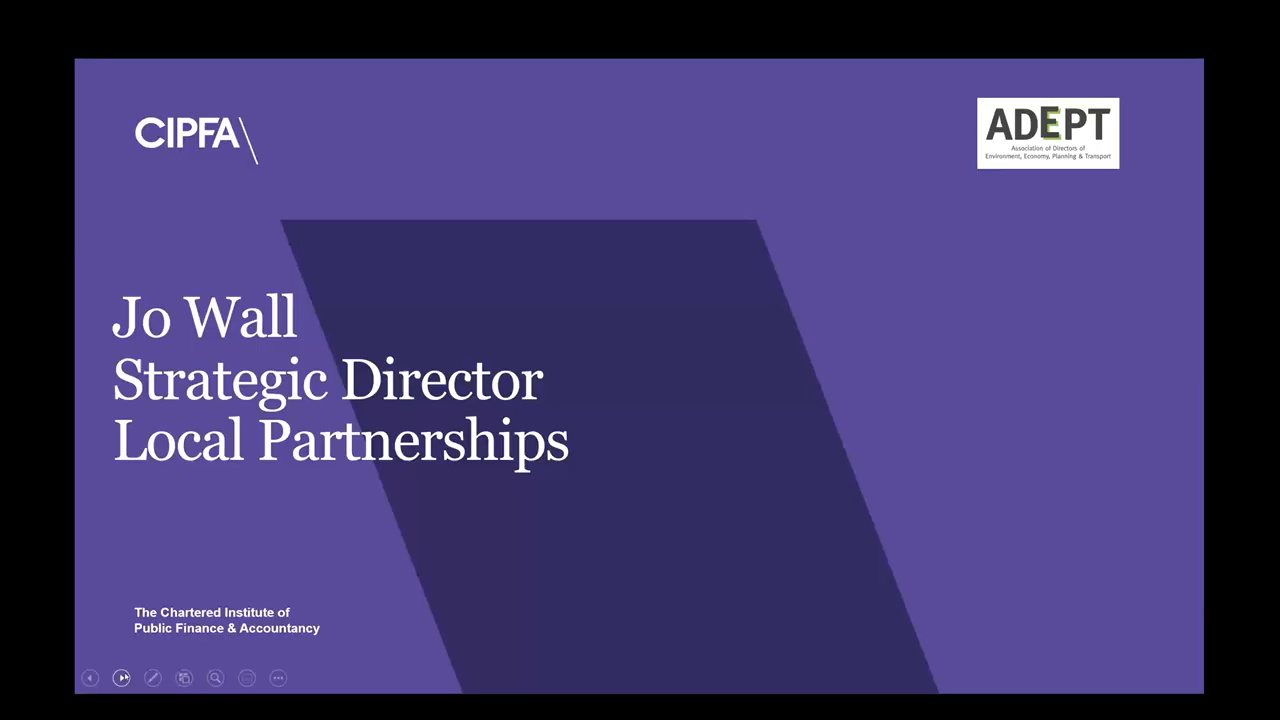 CIPFA
ADEPT
Association of Directors of
Environment, Economy, Planning & Transport
Jo Wall
Strategic Director
Local Partnerships
The Chartered Institute of
Public Finance & Accountancy